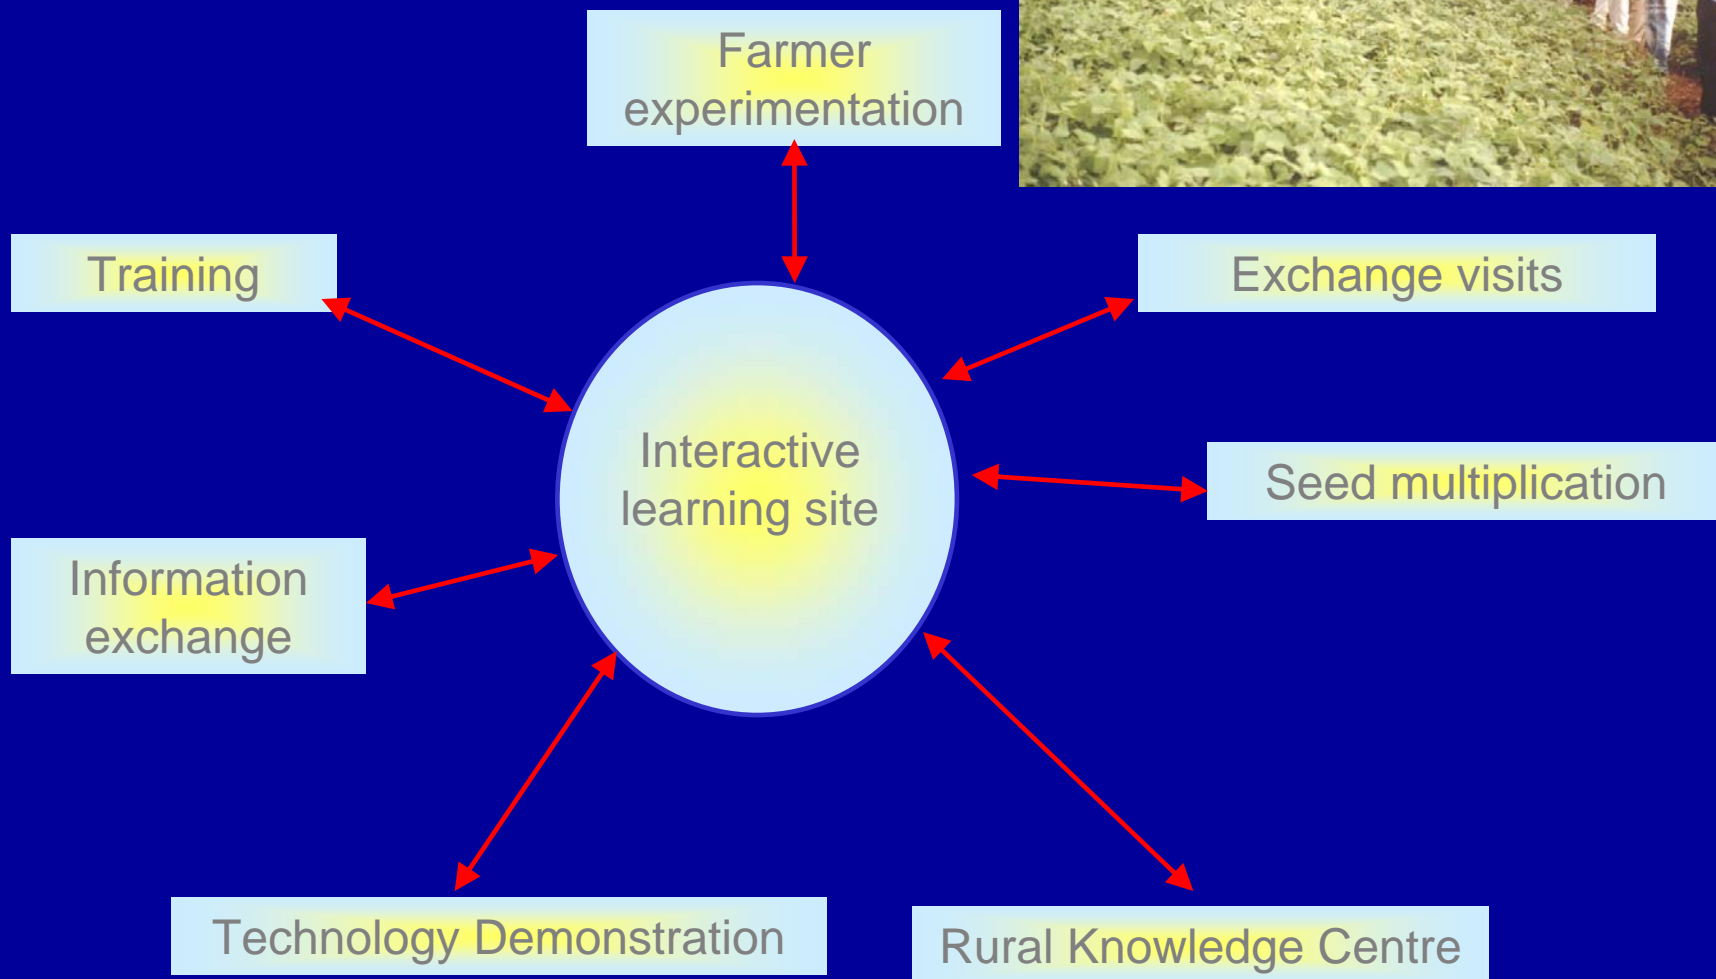 Farmer
experimentation
Training
Exchange visits
Interactive
learning site
Seed multiplication
Information
exchange
Technology Demonstration
Rural Knowledge Centre